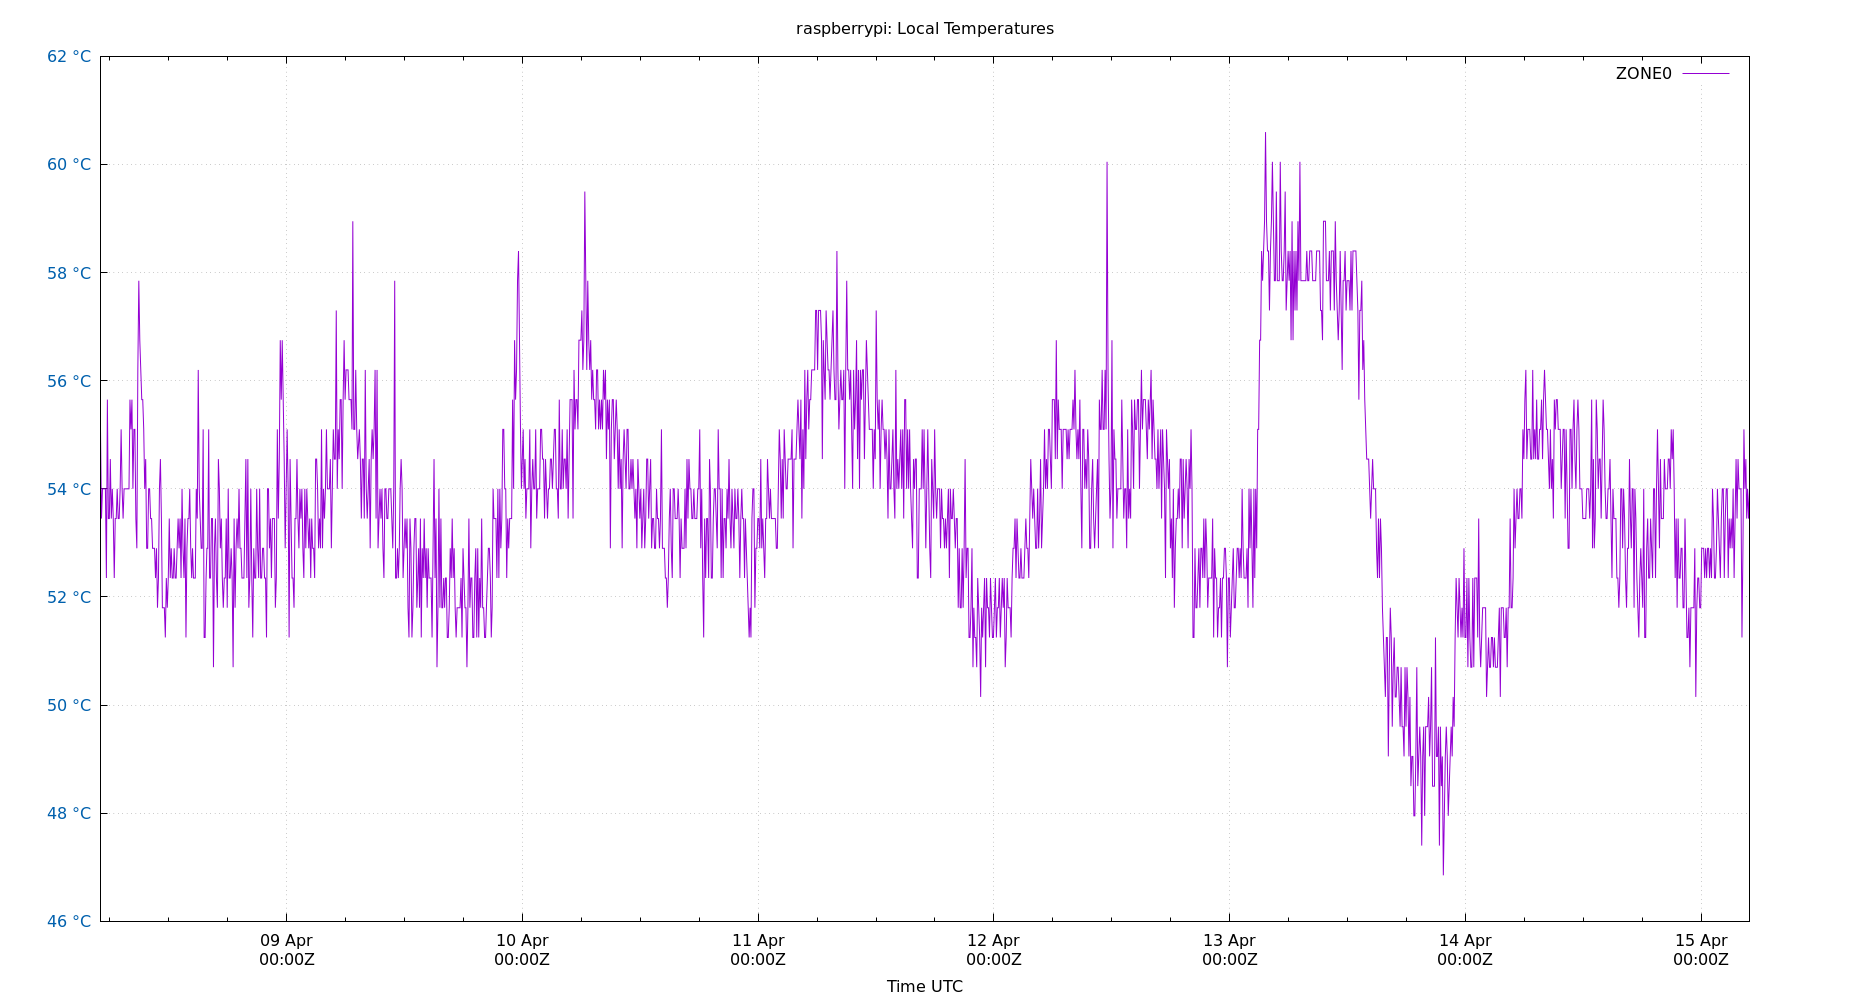 raspberrypi: Local Temperatures
ZONE0
62 °C
60 °C
58 °C
56 °C
54 °C
52 °C
50 °C
48 °C
46 °C
09 Apr
00:00Z
10 Apr
00:00Z
11 Apr
00:00Z
12 Apr
00:00Z
13 Apr
00:00Z
14 Apr
00:00Z
15 Apr
00:00Z
Time UTC